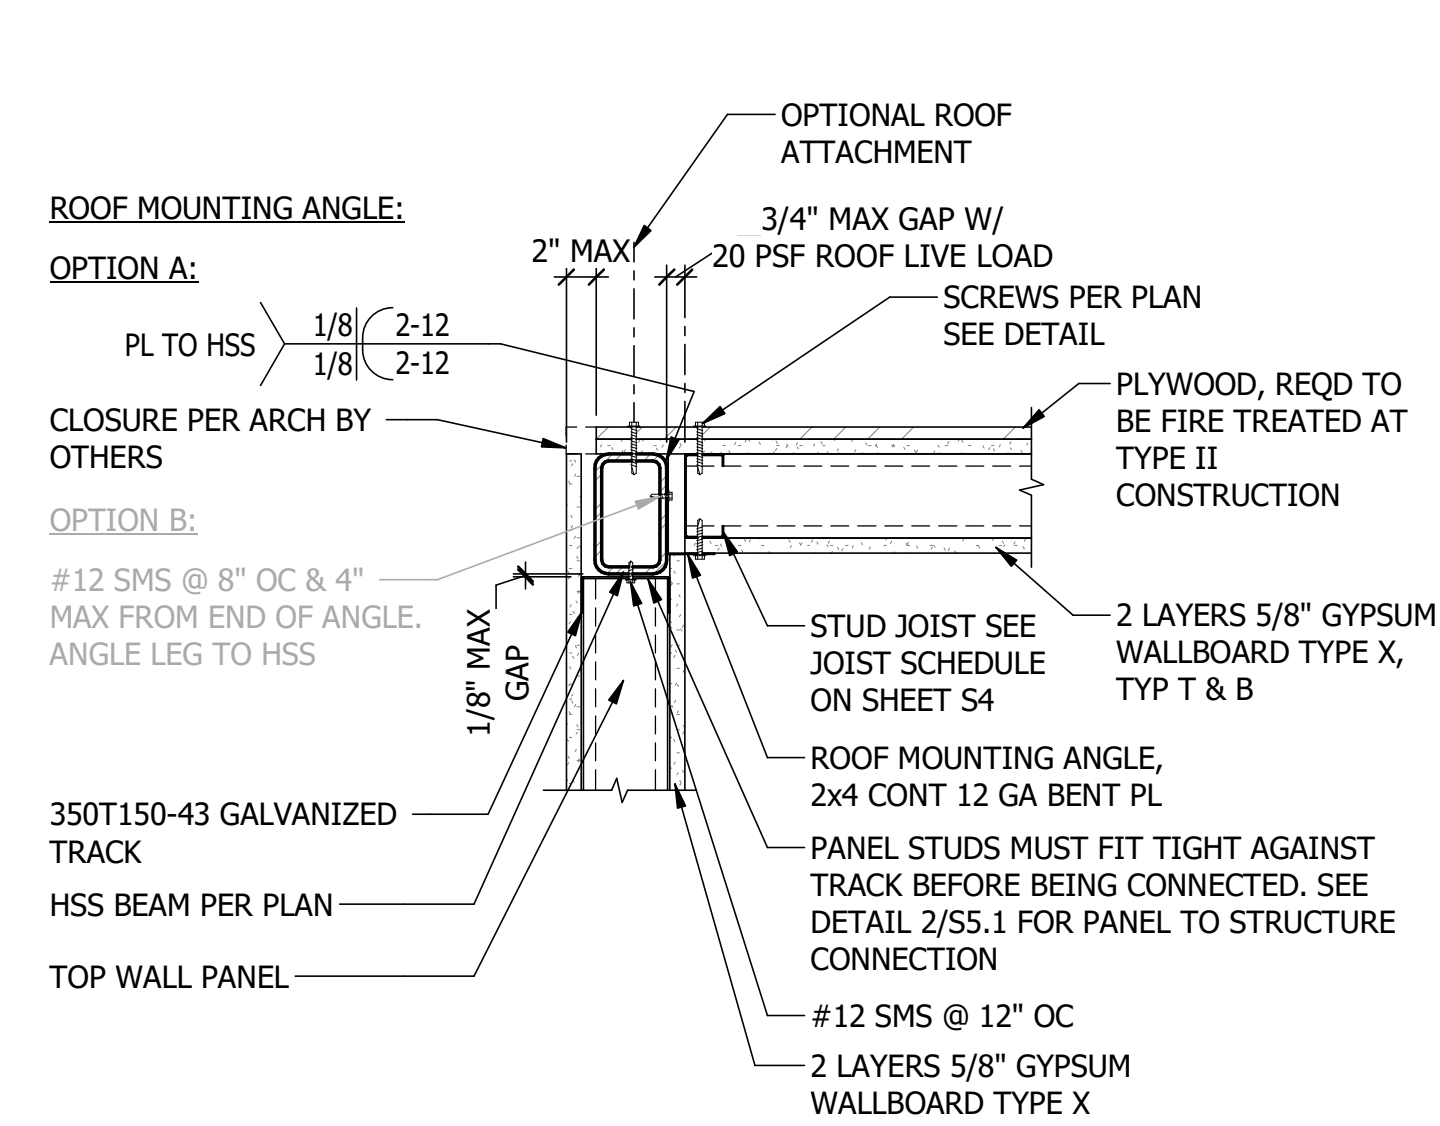 OPTIONAL ROOF
ATTACHMENT
ROOF MOUNTING ANGLE:
3/4" MAX GAP W/
20 PSF ROOF LIVE LOAD
2" MAX
OPTION A:
SCREWS PER PLAN
SEE DETAIL
PL TO HSS
1/8
2-12
1/8
2-12
PLYWOOD, REQD TO
BE FIRE TREATED AT
TYPE II
CONSTRUCTION
CLOSURE PER ARCH BY
OTHERS
OPTION B:
#12 SMS @ 8" OC & 4"
MAX FROM END OF ANGLE.
ANGLE LEG TO HSS
1/8" MAX
GAP
STUD JOIST SEE
JOIST SCHEDULE
ON SHEET S4
2 LAYERS 5/8" GYPSUM
WALLBOARD TYPE X,
TYP T & B
ROOF MOUNTING ANGLE,
2x4 CONT 12 GA BENT PL
350T150-43 GALVANIZED
TRACK
PANEL STUDS MUST FIT TIGHT AGAINST
TRACK BEFORE BEING CONNECTED. SEE
DETAIL 2/S5.1 FOR PANEL TO STRUCTURE
CONNECTION
HSS BEAM PER PLAN
TOP WALL PANEL
#12 SMS @ 12" OC
2 LAYERS 5/8" GYPSUM
WALLBOARD TYPE X